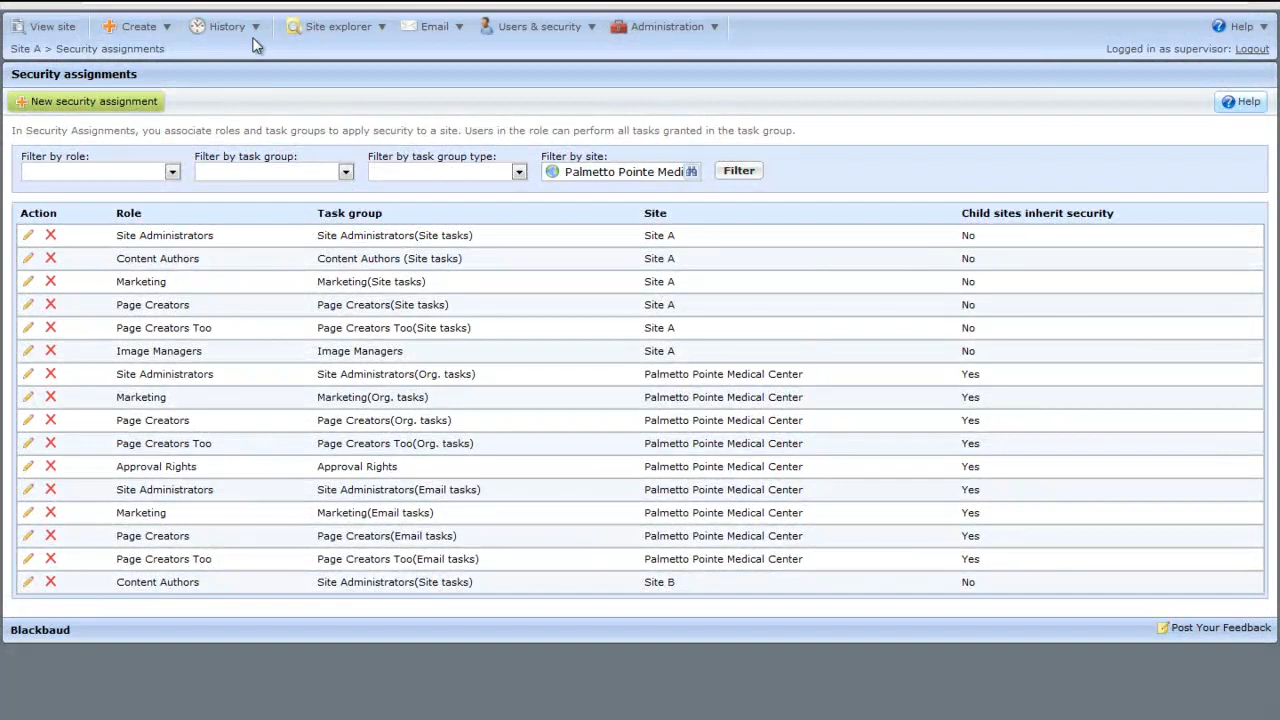 View site Create History Site explorer Email Users & security Administration Help
Site A > Security assignments Logged in as supervisor: Logout
Security assignments
New security assignment Help
In Security Assignments, you associate roles and task groups to apply security to a site. Users in the role can perform all tasks granted in the task group.
Filter by role: Filter by task group: Filter by task group type: Filter by site:
Palmetto Pointe Medi Filter
Action Role Task group Site Child sites inherit security
Site Administrators Site Administrators(Site tasks) Site A No
Content Authors Content Authors (Site tasks) Site A No
Marketing Marketing(Site tasks) Site A No
Page Creators Page Creators(Site tasks) Site A No
Page Creators Too Page Creators Too(Site tasks) Site A No
Image Managers Image Managers Site A No
Site Administrators Site Administrators(Org. tasks) Palmetto Pointe Medical Center Yes
Marketing Marketing(Org. tasks) Palmetto Pointe Medical Center Yes
Page Creators Page Creators(Org. tasks) Palmetto Pointe Medical Center Yes
Page Creators Too Page Creators Too(Org. tasks) Palmetto Pointe Medical Center Yes
Approval Rights Approval Rights Palmetto Pointe Medical Center Yes
Site Administrators Site Administrators(Email tasks) Palmetto Pointe Medical Center Yes
Marketing Marketing(Email tasks) Palmetto Pointe Medical Center Yes
Page Creators Page Creators(Email tasks) Palmetto Pointe Medical Center Yes
Page Creators Too Page Creators Too(Email tasks) Palmetto Pointe Medical Center Yes
Content Authors Site Administrators(Site tasks) Site B No
Blackbaud Post Your Feedback